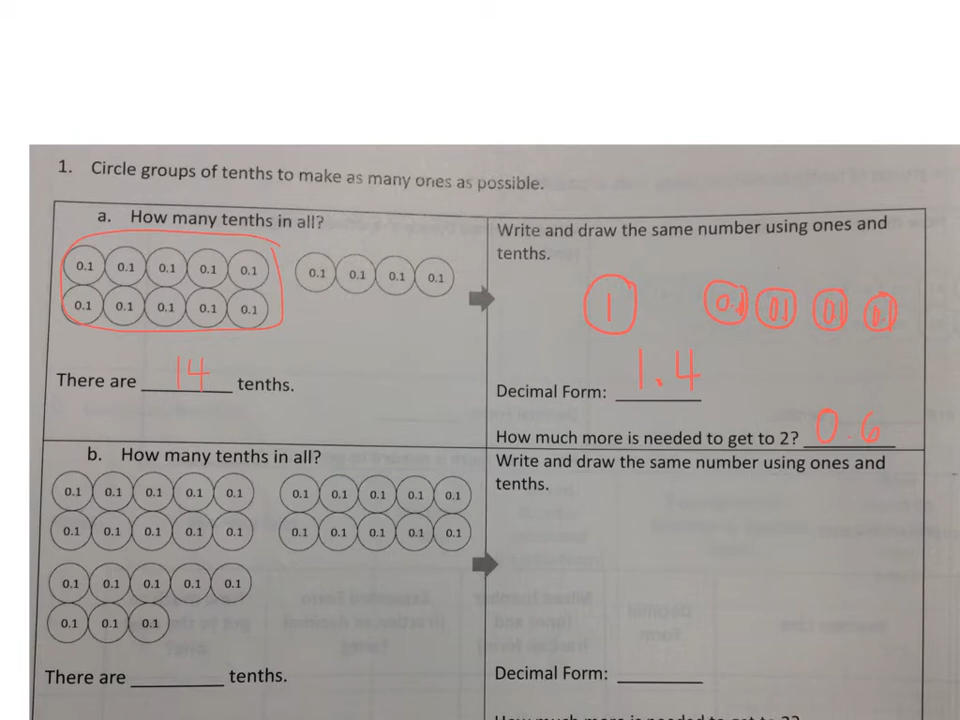 1. Circle groups of tenths to make as many ones as possible.
a. How many tenths in all?
0.1 0.1 0.1 0.1 0.1 0.1 0.1 0.1 0.1
0.1 0.1 0.1 0.1 0.1
There are 14 tenths.
Write and draw the same number using ones and
tenths.
1 0.1 0.1 0.1 0.1
Decimal Form: 1.4
How much more is needed to get to 2? 0.6
b. How many tenths in all?
0.1 0.1 0.1 0.1 0.1 0.1 0.1 0.1 0.1 0.1
0.1 0.1 0.1 0.1 0.1 0.1 0.1 0.1 0.1 0.1
0.1 0.1 0.1 0.1 0.1
0.1 0.1 0.1
There are ________ tenths.
Write and draw the same number using ones and
tenths.
Decimal Form: ________